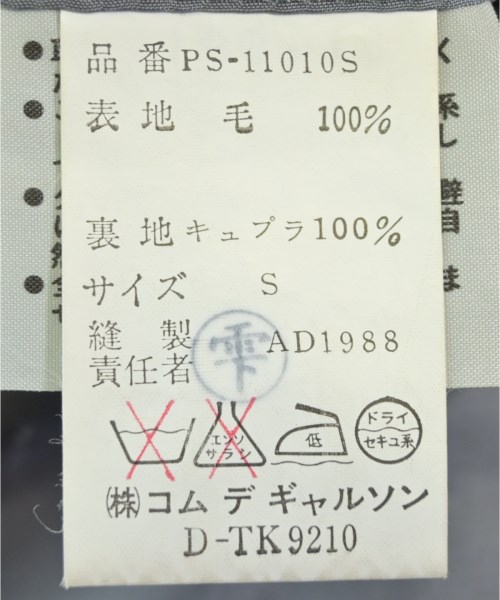 品番 PS-11010S
表地 毛 100%
裏地 キュプラ 100%
サイズ S
縫製 雫 AD1988
責任者
エンソ
サラシ
低
ドライ
セキユ系
㈱コム デ ギャルソン
D-TK9210